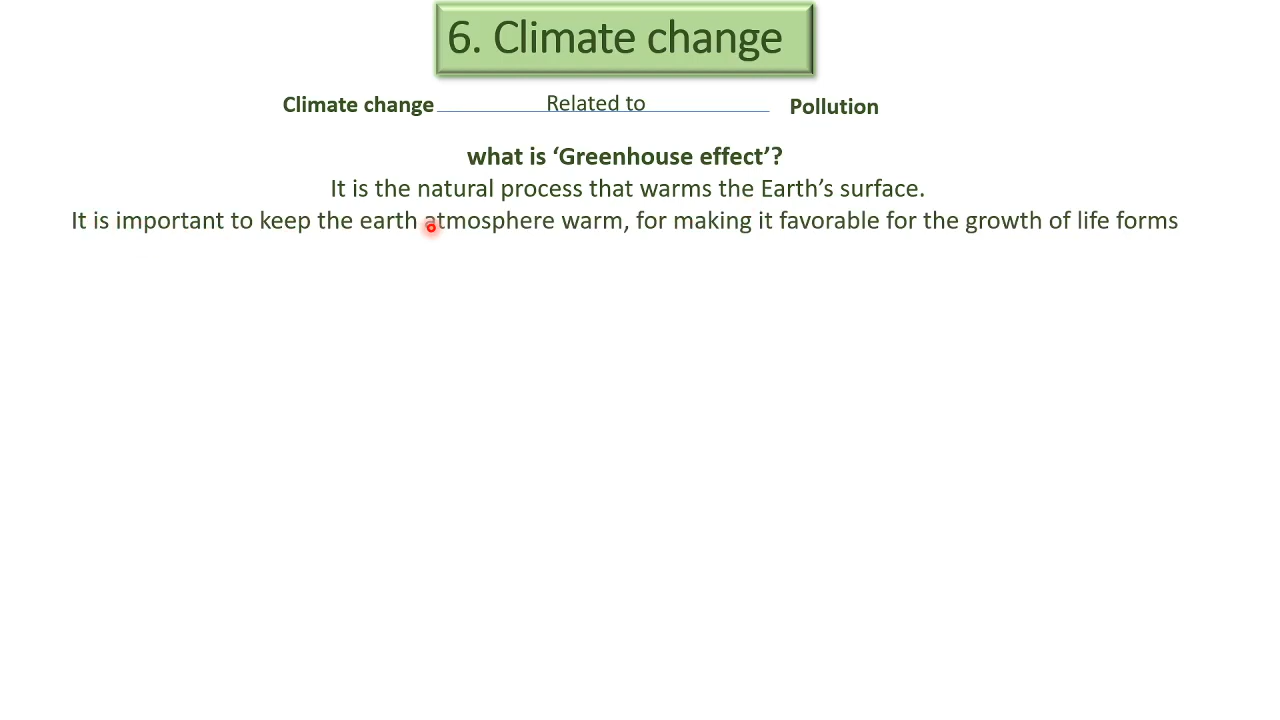 6. Climate change
Climate change Related to Pollution
what is ‘Greenhouse effect’?
It is the natural process that warms the Earth’s surface.
It is important to keep the earth atmosphere warm, for making it favorable for the growth of life forms